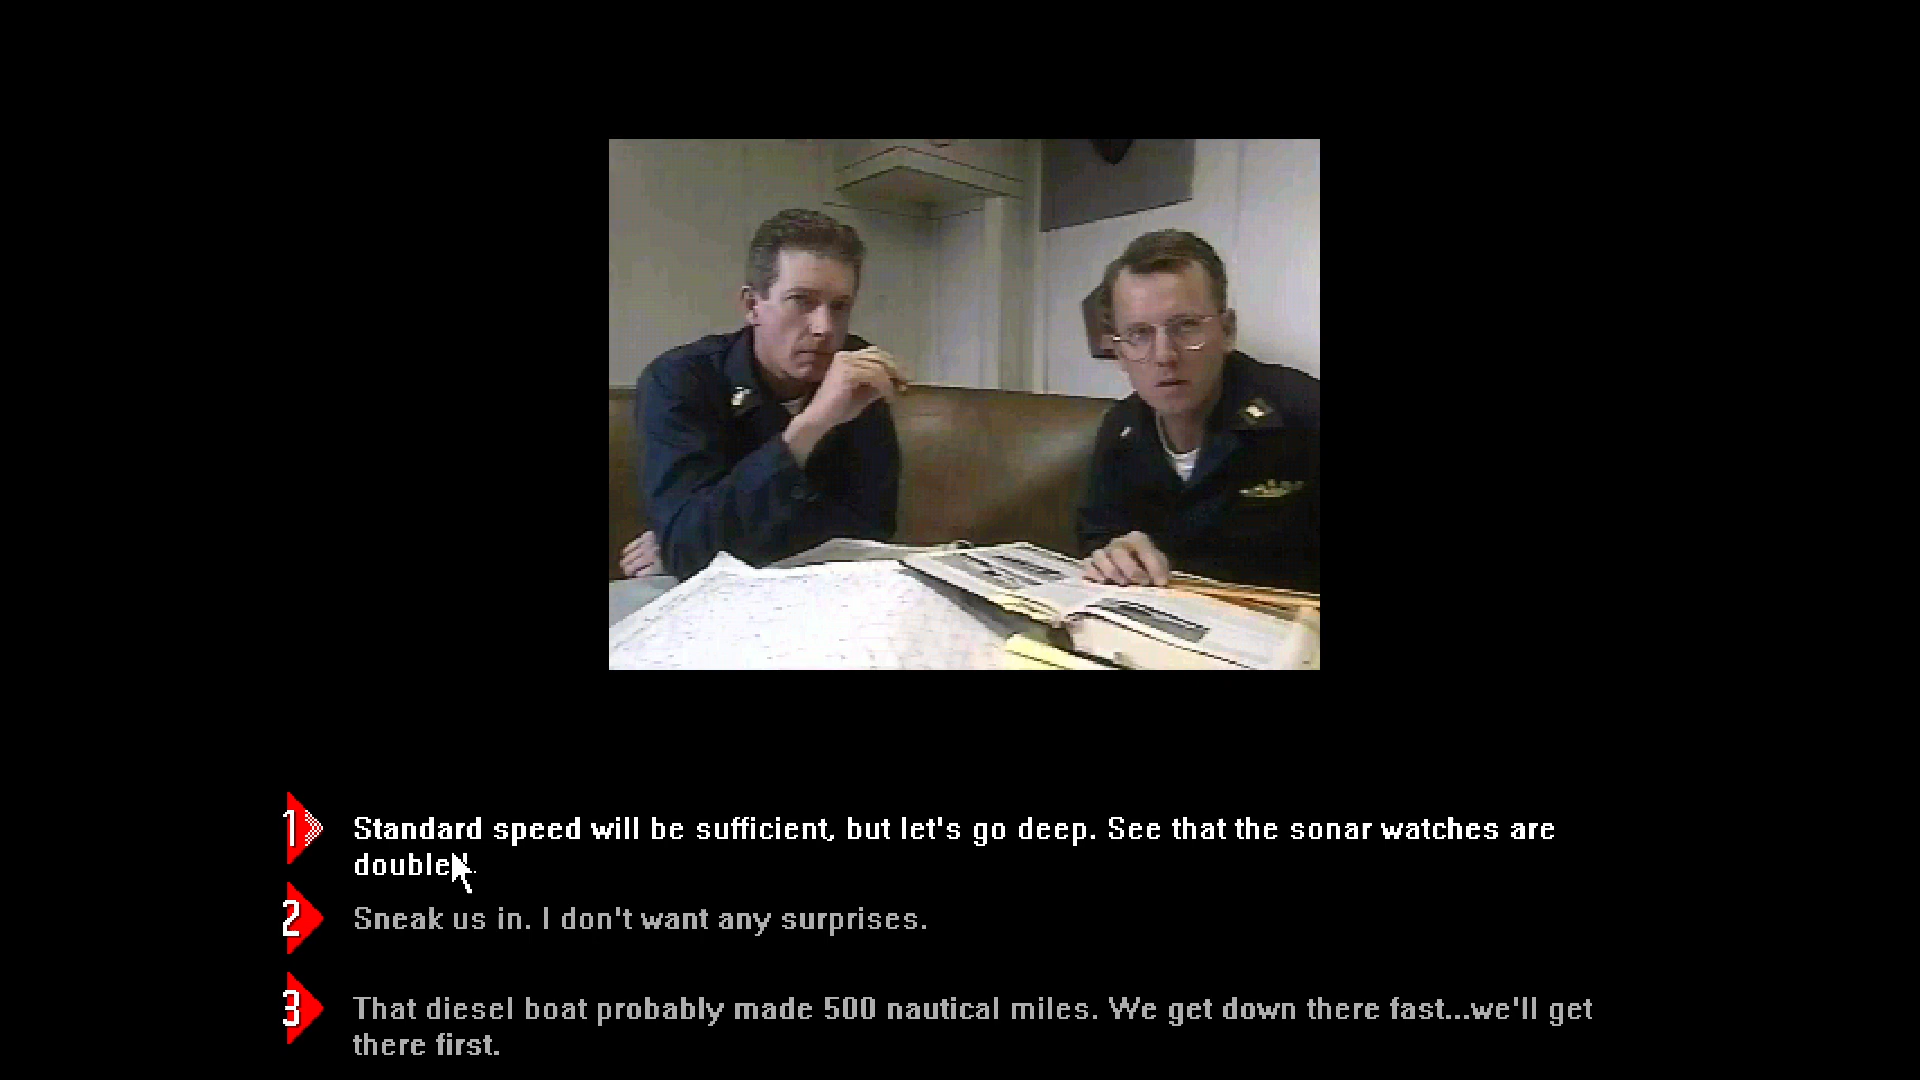 1 Standard speed will be sufficient, but let's go deep. See that the sonar watches are
double
2 Sneak us in. I don't want any surprises.
3 That diesel boat probably made 500 nautical miles. We get down there fast...we'll get
there first.